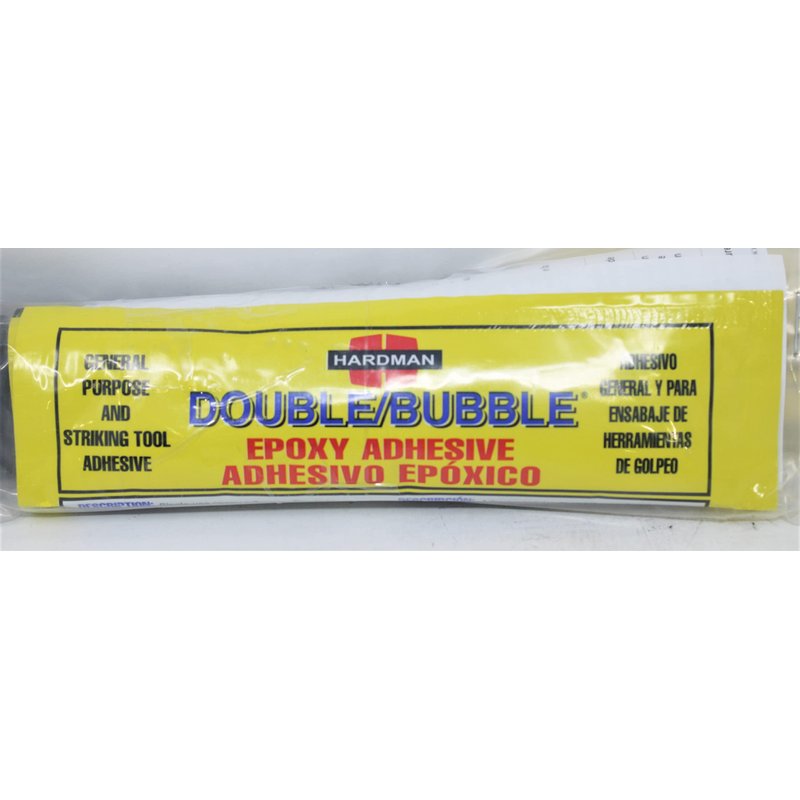 HARDMAN
DOUBLE/BUBBLE®
EPOXY ADHESIVE
ADHESIVO EPÓXICO
GENERAL
PURPOSE
AND
STRIKING TOOL
ADHESIVE
ADHESIVO
GENERAL Y PARA
ENSABAJE DE
HERRAMIENTAS
DE GOLPEO
DESCRIPTION:
DESCRIPCIÓN: